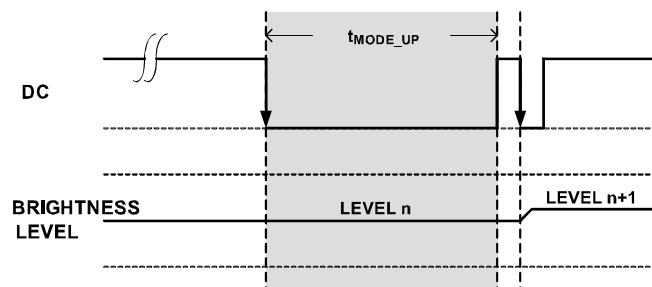 tMODE_UP
DC
LEVEL n
LEVEL n+1
BRIGHTNESS
LEVEL